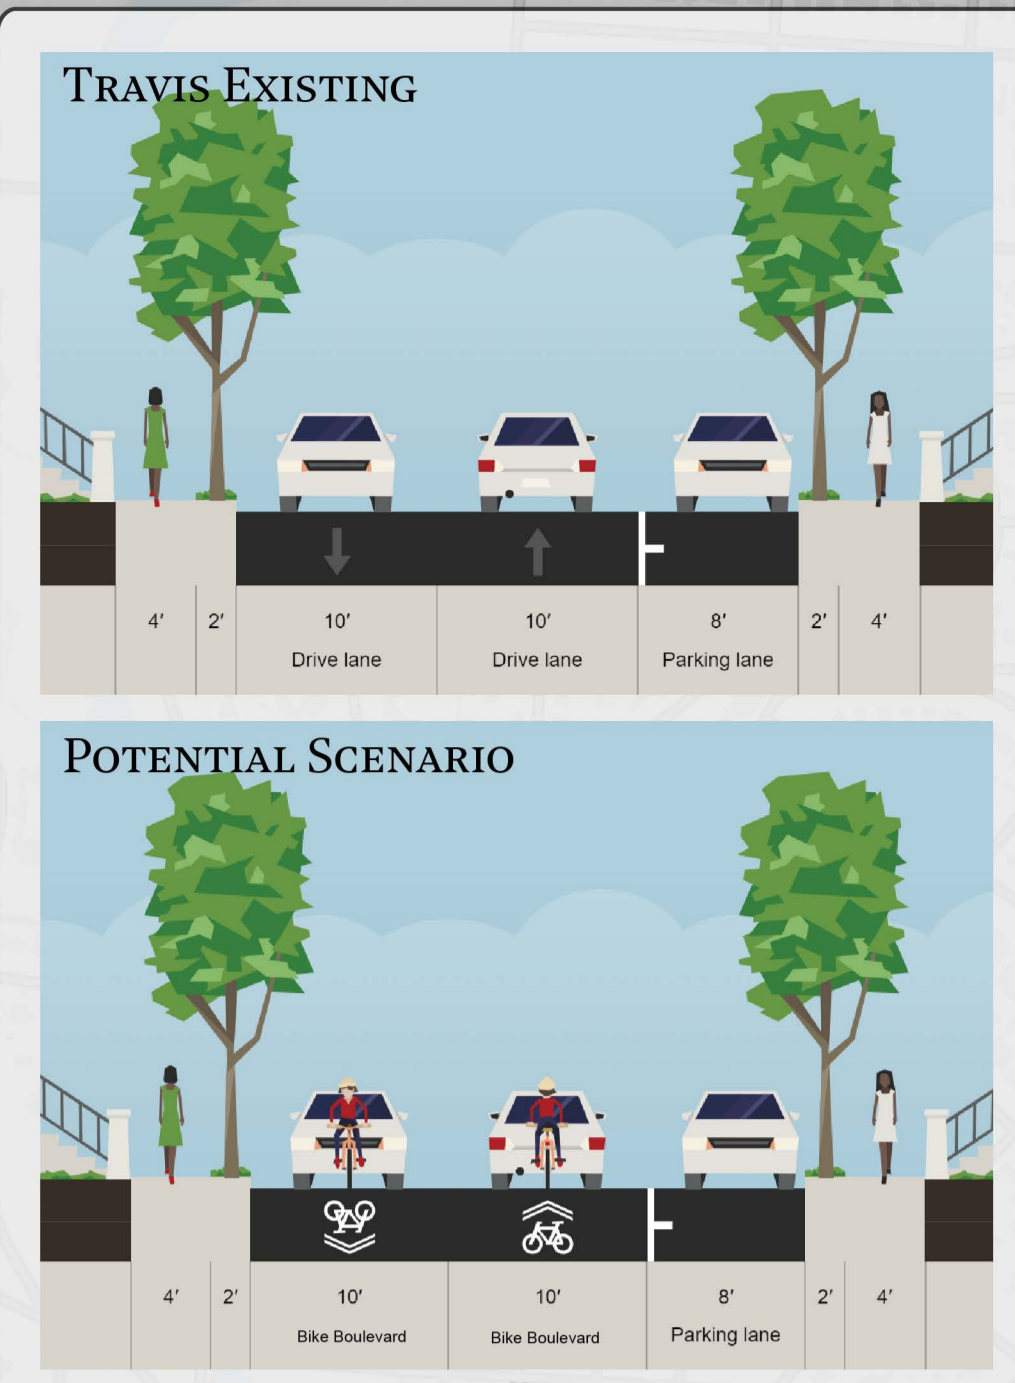 TRAVIS EXISTING
4' 2' 10' 10' 8' 2' 4'
Drive lane Drive lane Parking lane
POTENTIAL SCENARIO
4' 2' 10' 10' 8' 2' 4'
Bike Boulevard Bike Boulevard Parking lane